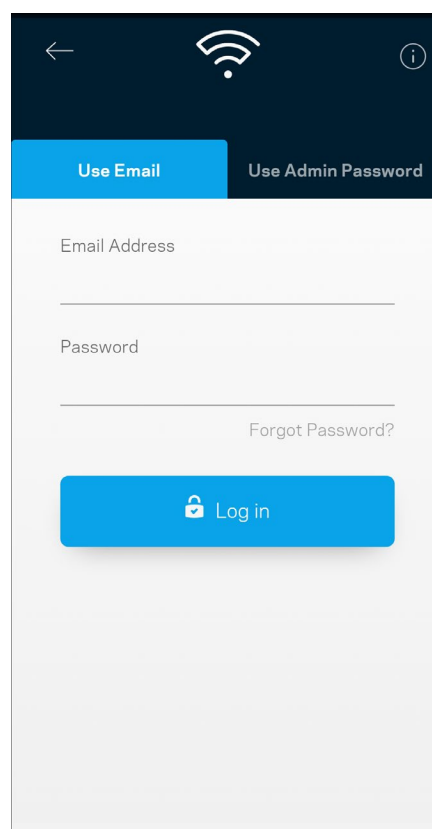 Use Email
Use Admin Password
Email Address
Password
Forgot Password?
Log in